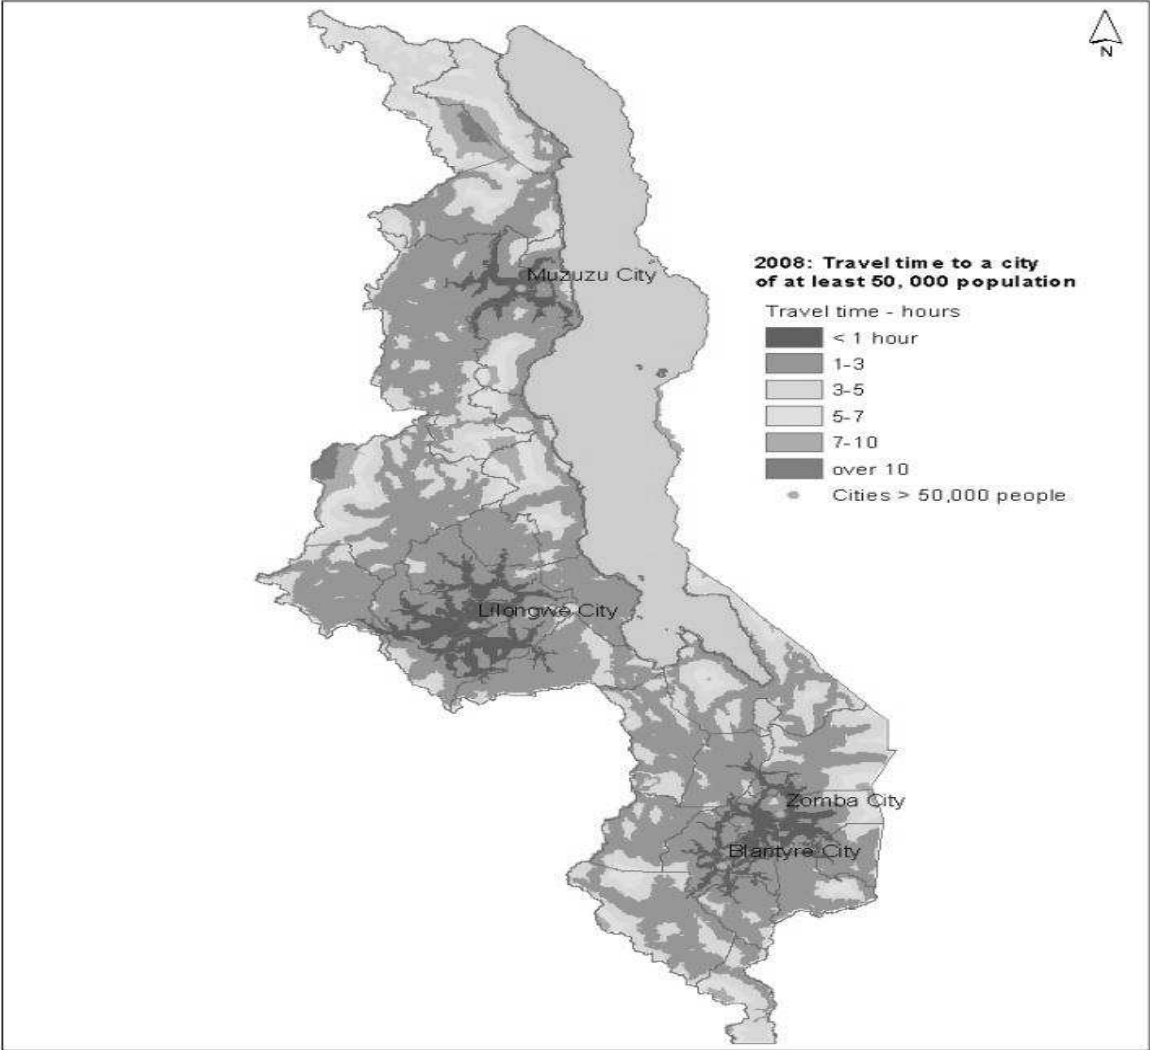 N
Muzuzu City
2008: Travel time to a city
of at least 50, 000 population
Travel time - hours
< 1 hour
1-3
3-5
5-7
7-10
over 10
Cities > 50,000 people
Lilongwe City
Zomba City
Blantyre City